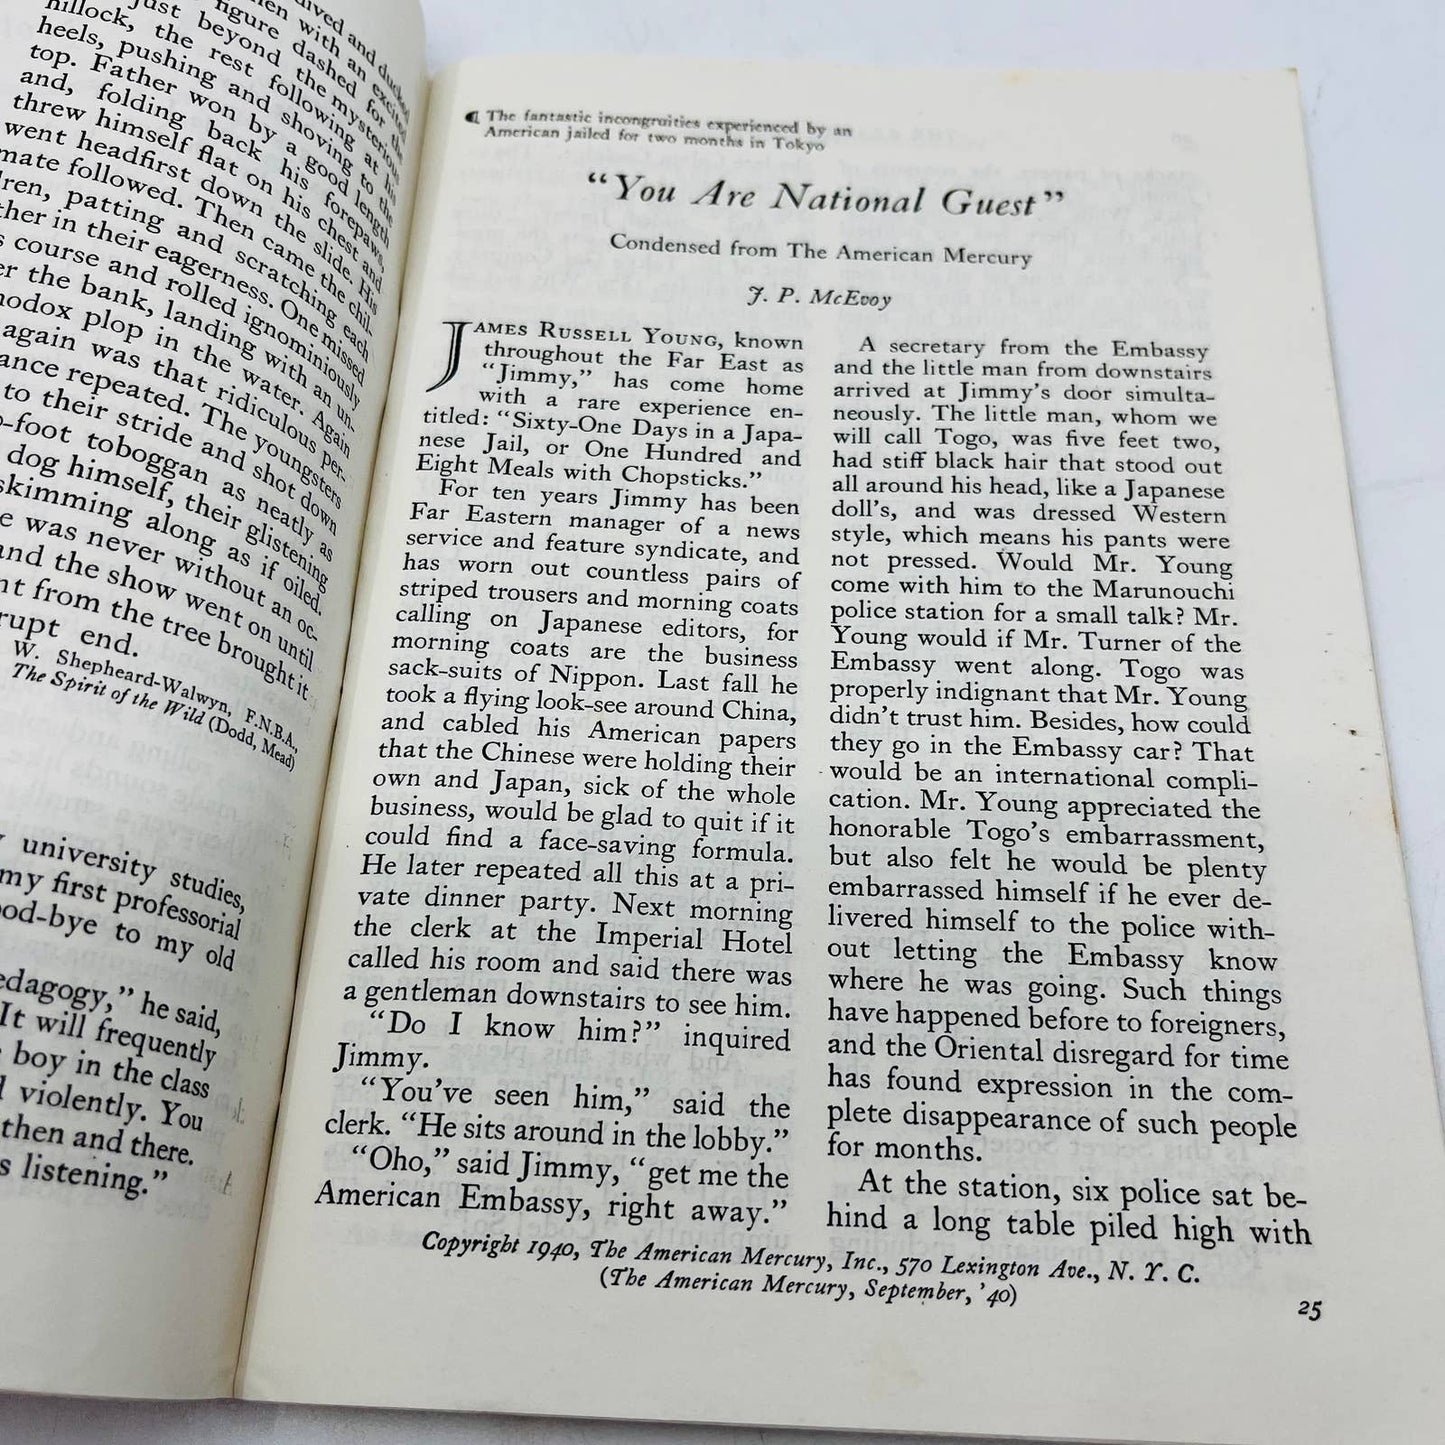 dived and ducked
then with an excited
figure dashed for the
just beyond the mysterious
hillock, the rest following at his
heels, pushing and shoving to the
top. Father won by a good length
and, folding back his forepaws,
threw himself flat on his chest and
went headfirst down the slide. His
mate followed. Then came the chil-
ren, patting and scratching each
ther in their eagerness. One missed
s course and rolled ignominiously
er the bank, landing with an un-
hodox plop in the water. Again
again was that ridiculous per-
ance repeated. The youngsters
to their stride and shot down
-foot toboggan as neatly as
dog himself, their glistening
skimming along as if oiled.
e was never without an oc-
and the show went on until
nt from the tree brought it
rupt end.
W. Shepheard-Walwyn, F.N.B.A.,
The Spirit of the Wild (Dodd, Mead)
university studies,
my first professorial
ood-bye to my old
edagogy," he said,
It will frequently
boy in the class
violently. You
then and there.
s listening."
The fantastic incongruities experienced by an
American jailed for two months in Tokyo
"You Are National Guest"
Condensed from The American Mercury
J. P. McEvoy
JAMES RUSSELL YOUNG, known
throughout the Far East as
"Jimmy," has come home
with a rare experience en-
titled: "Sixty-One Days in a Japa-
nese Jail, or One Hundred and
Eight Meals with Chopsticks."
For ten years Jimmy has been
Far Eastern manager of a news
service and feature syndicate, and
has worn out countless pairs of
striped trousers and morning coats
calling on Japanese editors, for
morning coats are the business
sack-suits of Nippon. Last fall he
took a flying look-see around China,
and cabled his American papers
that the Chinese were holding their
own and Japan, sick of the whole
business, would be glad to quit if it
could find a face-saving formula.
He later repeated all this at a pri-
vate dinner party. Next morning
the clerk at the Imperial Hotel
called his room and said there was
a gentleman downstairs to see him.
"Do I know him?" inquired
Jimmy.
"You've seen him," said the
clerk. "He sits around in the lobby."
"Oho," said Jimmy, "get me the
American Embassy, right away."
A secretary from the Embassy
and the little man from downstairs
arrived at Jimmy's door simulta-
neously. The little man, whom we
will call Togo, was five feet two,
had stiff black hair that stood out
all around his head, like a Japanese
doll's, and was dressed Western
style, which means his pants were
not pressed. Would Mr. Young
come with him to the Marunouchi
police station for a small talk? Mr.
Young would if Mr. Turner of the
Embassy went along. Togo was
properly indignant that Mr. Young
didn't trust him. Besides, how could
they go in the Embassy car? That
would be an international compli-
cation. Mr. Young appreciated the
honorable Togo's embarrassment,
but also felt he would be plenty
embarrassed himself if he ever de-
livered himself to the police with-
out letting the Embassy know
where he was going. Such things
have happened before to foreigners,
and the Oriental disregard for time
has found expression in the com-
plete disappearance of such people
for months.
At the station, six police sat be-
hind a long table piled high with
Copyright 1940, The American Mercury, Inc., 570 Lexington Ave., N. Y. C.
(The American Mercury, September, '40)
25